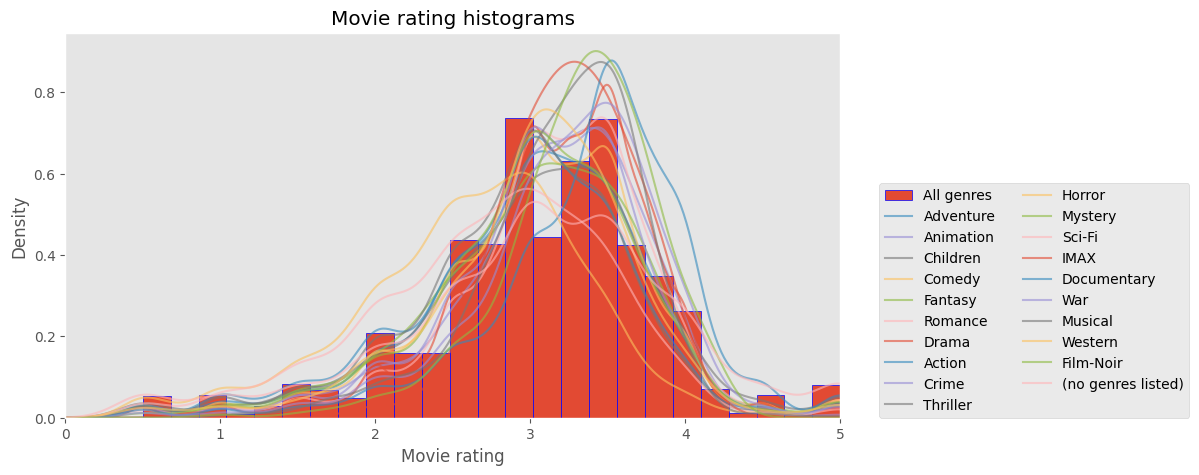 Movie rating histograms
Density
0.8
0.6
0.4
0.2
0.0
0 1 2 3 4 5
Movie rating
All genres
Adventure
Animation
Children
Comedy
Fantasy
Romance
Drama
Action
Crime
Thriller
Horror
Mystery
Sci-Fi
IMAX
Documentary
War
Musical
Western
Film-Noir
(no genres listed)